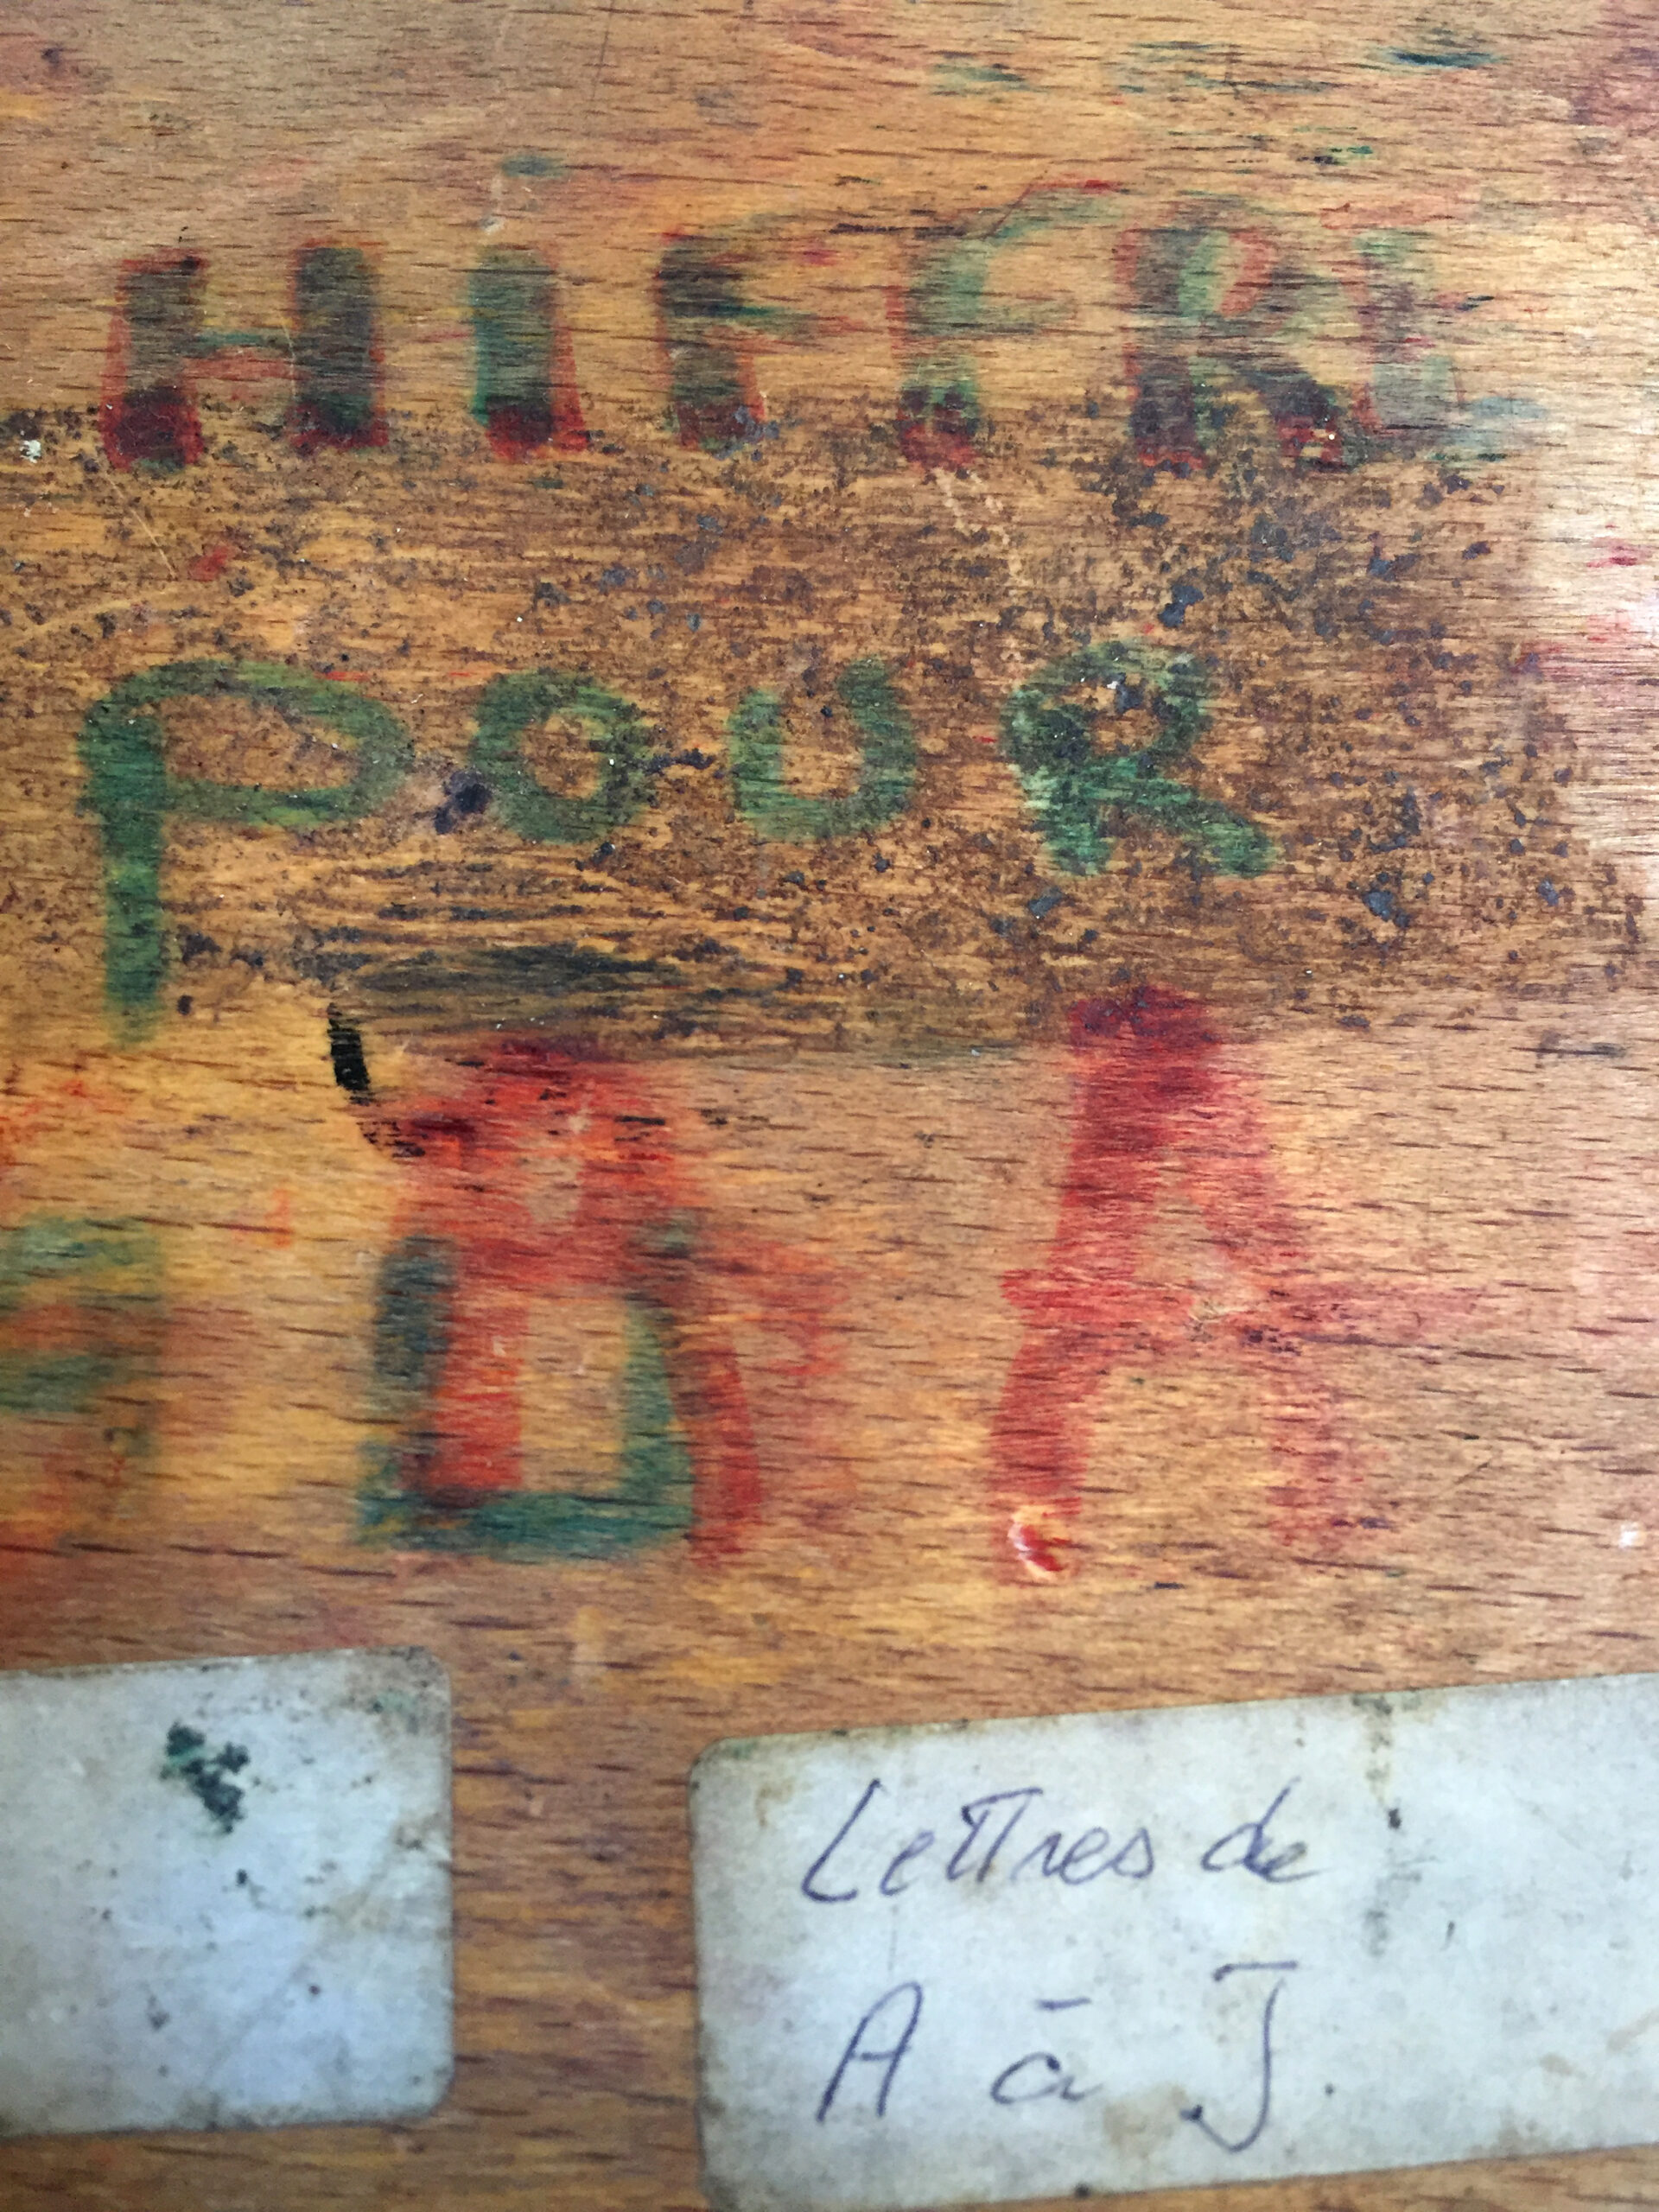 HIFFRE
POUR
A
Lettres de
A à J.